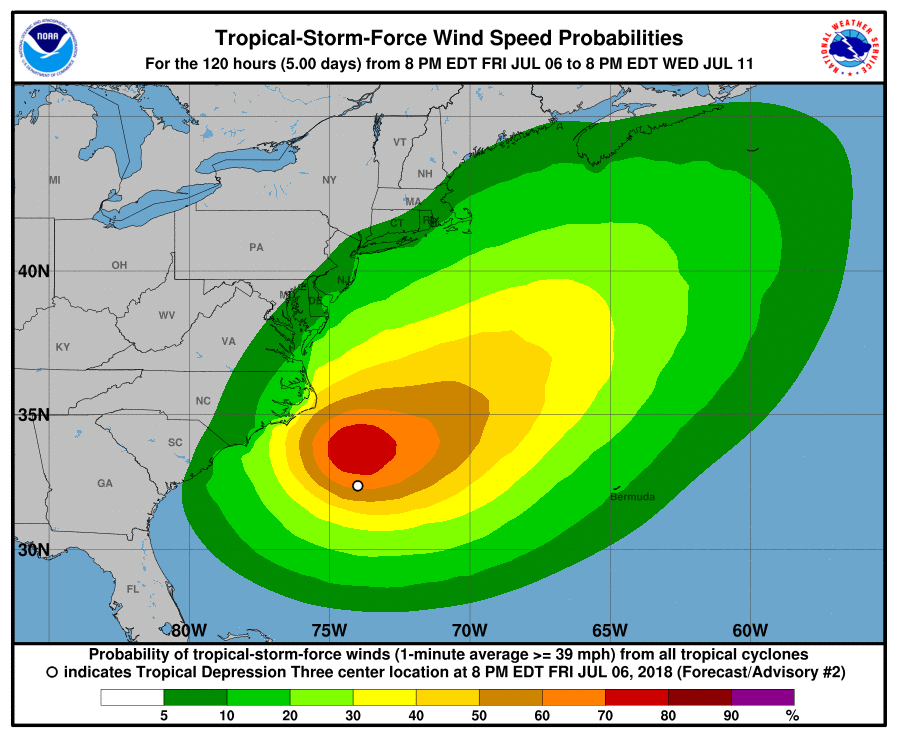 Tropical-Storm-Force Wind Speed Probabilities
For the 120 hours (5.00 days) from 8 PM EDT FRI JUL 06 to 8 PM EDT WED JUL 11
NOAA
NATIONAL WEATHER SERVICE
VT
NH
MI
NY
MA
CT
RI
PA
OH
40N
NJ
DE
WV
VA
KY
NC
35N
SC
GA
Bermuda
30N
FL
80W 75W 70W 65W 60W
Probability of tropical-storm-force winds (1-minute average >= 39 mph) from all tropical cyclones
indicates Tropical Depression Three center location at 8 PM EDT FRI JUL 06, 2018 (Forecast/Advisory #2)
5 10 20 30 40 50 60 70 80 90 %